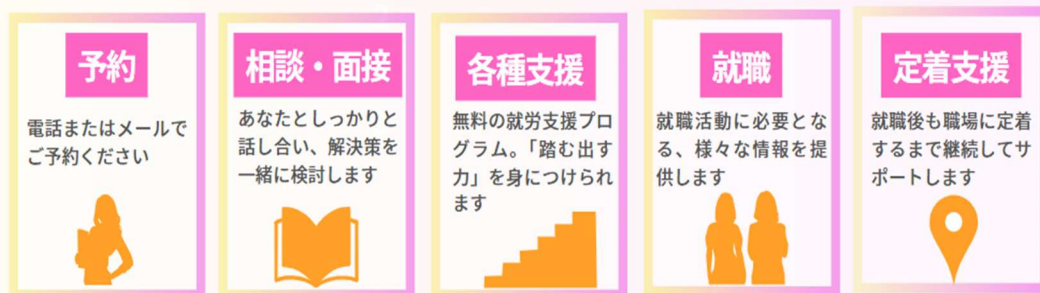 予約
電話またはメールで
ご予約ください
相談・面接
あなたとしっかりと
話し合い、解決策を
一緒に検討します
各種支援
無料の就労支援プロ
グラム。「踏む出す
力」を身につけられ
ます
就職
就職活動に必要とな
る、様々な情報を提
供します
定着支援
就職後も職場に定着
するまで継続してサ
ポートします